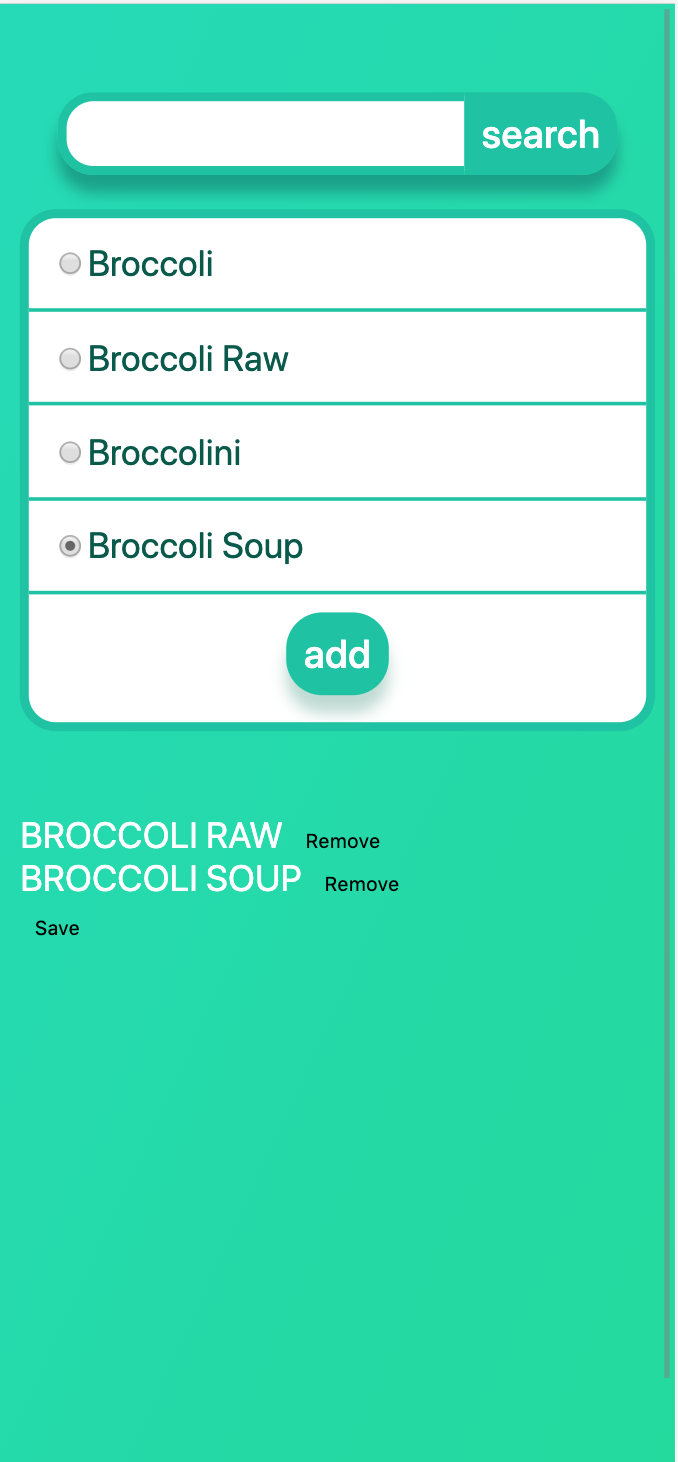 search
Broccoli
Broccoli Raw
Broccolini
Broccoli Soup
add
BROCCOLI RAW Remove
BROCCOLI SOUP Remove
Save